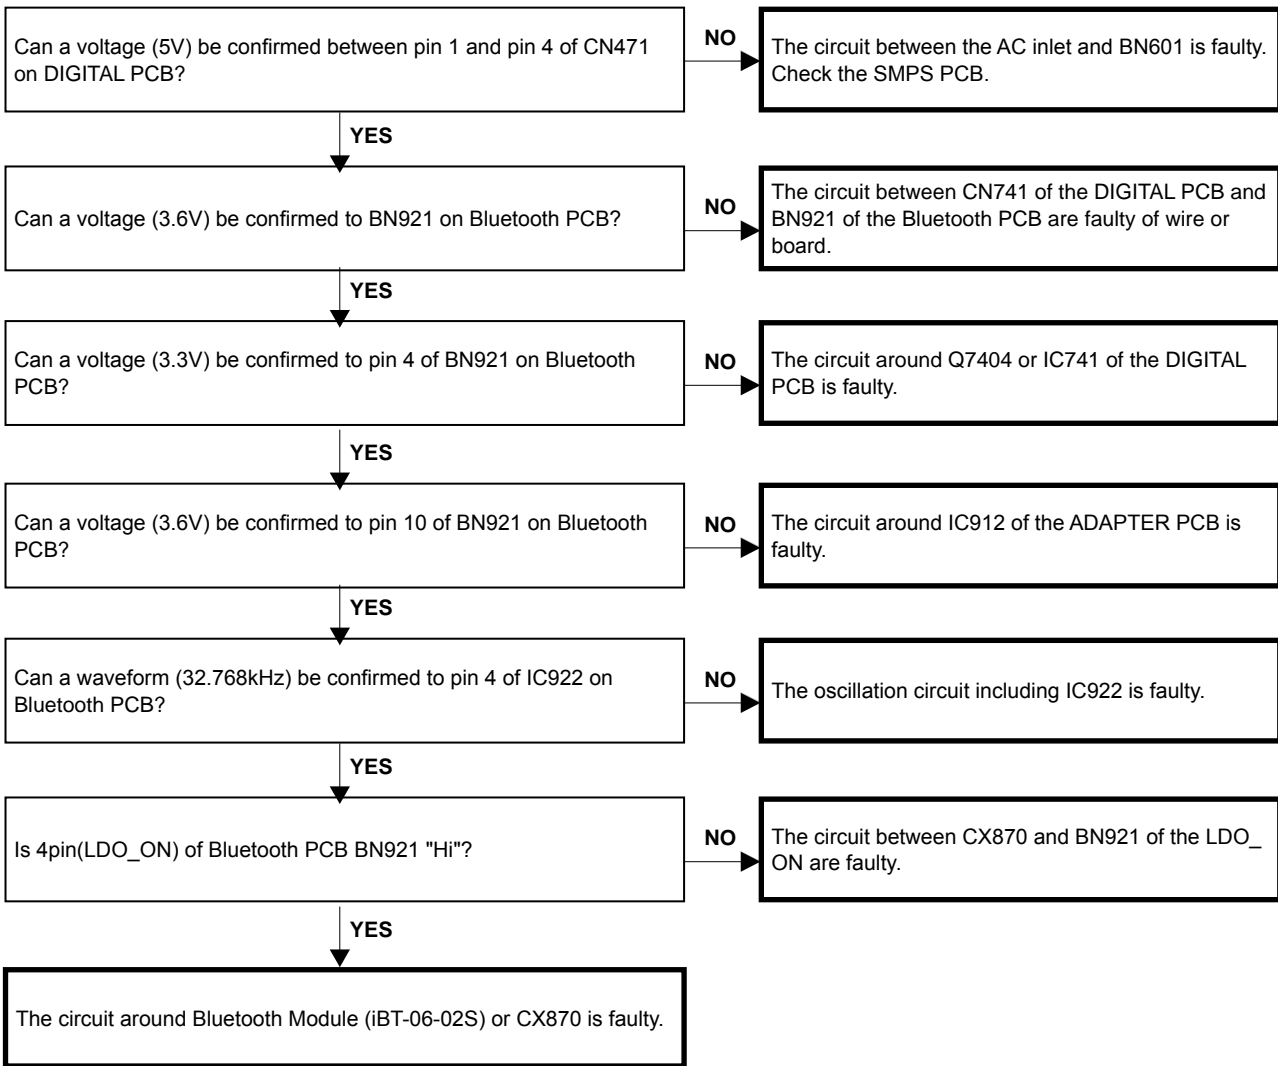 Can a voltage (5V) be confirmed between pin 1 and pin 4 of CN471
on DIGITAL PCB?
NO
The circuit between the AC inlet and BN601 is faulty.
Check the SMPS PCB.
YES
Can a voltage (3.6V) be confirmed to BN921 on Bluetooth PCB?
NO
The circuit between CN741 of the DIGITAL PCB and
BN921 of the Bluetooth PCB are faulty of wire or
board.
YES
Can a voltage (3.3V) be confirmed to pin 4 of BN921 on Bluetooth
PCB?
NO
The circuit around Q7404 or IC741 of the DIGITAL
PCB is faulty.
YES
Can a voltage (3.6V) be confirmed to pin 10 of BN921 on Bluetooth
PCB?
NO
The circuit around IC912 of the ADAPTER PCB is
faulty.
YES
Can a waveform (32.768kHz) be confirmed to pin 4 of IC922 on
Bluetooth PCB?
NO
The oscillation circuit including IC922 is faulty.
YES
Is 4pin(LDO_ON) of Bluetooth PCB BN921 "Hi"?
NO
The circuit between CX870 and BN921 of the LDO_
ON are faulty.
YES
The circuit around Bluetooth Module (iBT-06-02S) or CX870 is faulty.